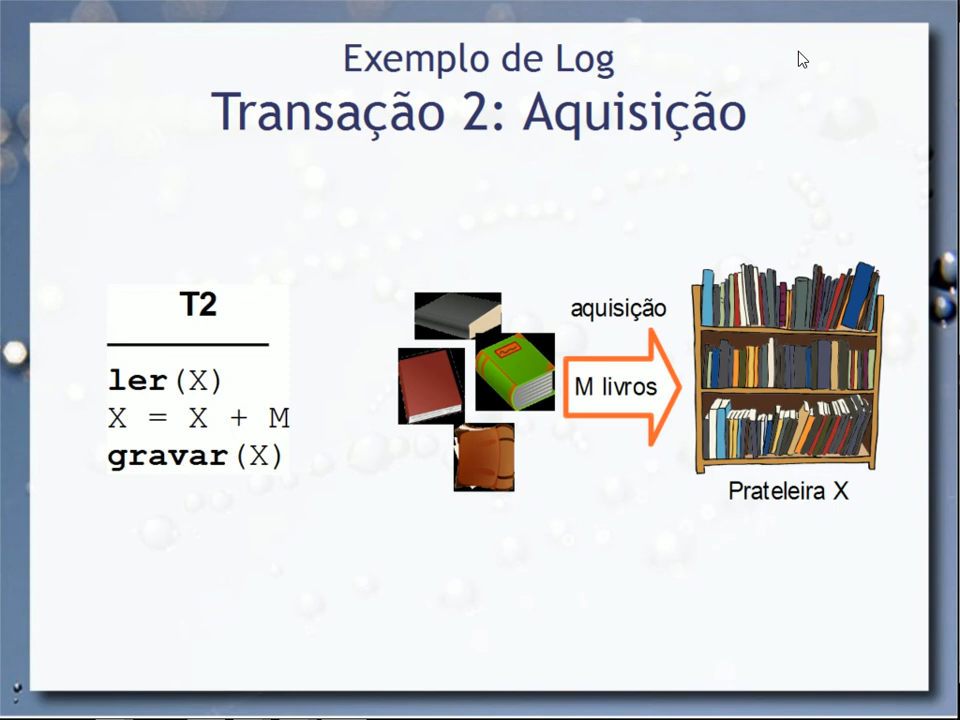 Exemplo de Log
Transação 2: Aquisição
T2
ler(X)
X = X + M
gravar(X)
aquisição
M livros
Prateleira X